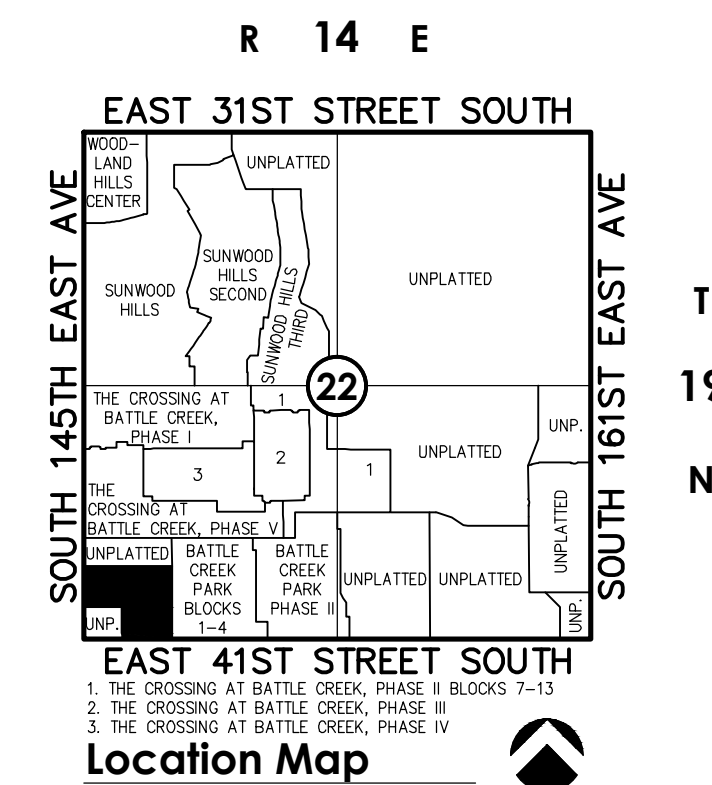 R 14 E
EAST 31ST STREET SOUTH
WOOD-
LAND
HILLS
CENTER
UNPLATTED
SOUTH 145TH EAST AVE
SOUTH 161ST EAST AVE
SUNWOOD
HILLS
SECOND
SUNWOOD
HILLS
SUNWOOD HILLS
THIRD
UNPLATTED
T
22
19
THE CROSSING AT
BATTLE CREEK,
PHASE I
1
UNP.
UNPLATTED
2
3
1
N
THE
CROSSING AT
BATTLE CREEK, PHASE V
UNPLATTED
UNPLATTED
BATTLE
CREEK
PARK
BLOCKS
1-4
BATTLE
CREEK
PARK
PHASE II
UNPLATTED
UNPLATTED
UNP.
UNP.
EAST 41ST STREET SOUTH
1. THE CROSSING AT BATTLE CREEK, PHASE II BLOCKS 7-13
2. THE CROSSING AT BATTLE CREEK, PHASE III
3. THE CROSSING AT BATTLE CREEK, PHASE IV
Location Map